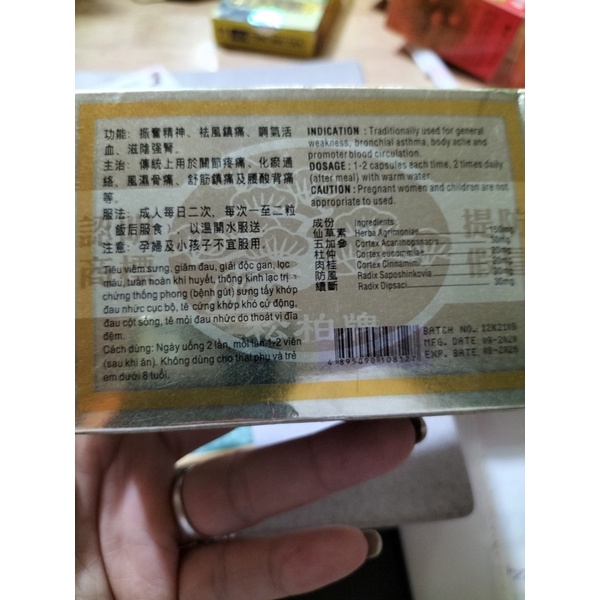 功能: 振奮精神、祛風鎮痛、調氣活
血、滋陰强腎。
主治: 傳統上用於關節疼痛、化瘀通
絡、風濕骨痛、舒筋鎮痛及腰酸背痛
等。
服法: 成人每日二次, 每次一至二粒
飯后服食, 以温開水服送。
注意: 孕婦及小孩子不宜服用。
Tiêu viêm sưng, giảm đau, giải độc gan, lọc
máu, tuần hoàn khí huyết, thông kinh lạc trị
chứng thống phong (bệnh gút) sưng tấy khớp
đau nhức cục bộ, tê cứng khớp khó cử động,
đau cột sống, tê mỏi đau nhức do thoát vị đĩa
đệm.
Cách dùng: Ngày uống 2 lần, mỗi lần 1-2 viên
(sau khi ăn). Không dùng cho thai phụ và trẻ
em dưới 8 tuổi.
INDICATION : Traditionally used for general
weakness, bronchial asthma, body ache and
promoter blood circulation.
DOSAGE : 1-2 capsules each time, 2 times daily
(after meal) with warm water.
CAUTION : Pregnant women and children are not
appropriate to used.
成份 Ingredients
仙草素 Herba Agrimoniae 150mg
五加參 Cortex Acanthopanacis 50mg
杜仲 Cortex eucommiae
肉桂 Cortex Cinnamimi
防風 Radix Saposhinkovia
續斷 Radix Dipsaci 30mg
松柏牌
BATCH NO.
MFG. DATE
EXP. DATE